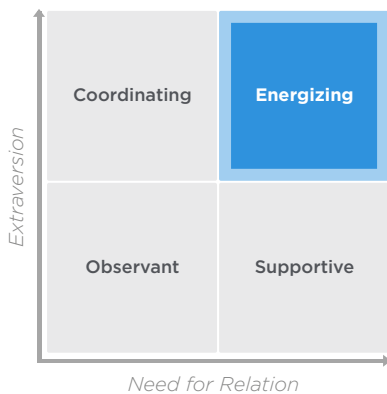 Extraversion
Coordinating
Energizing
Observant
Supportive
Need for Relation